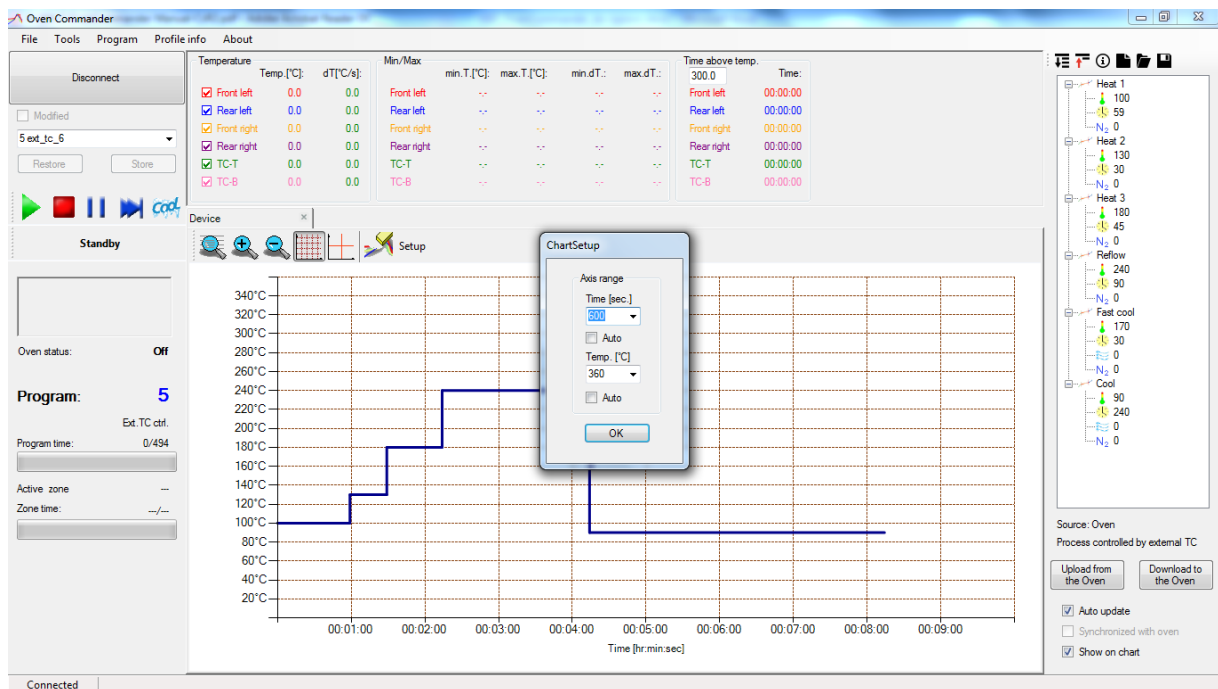 Oven Commander
File Tools Program Profile info About
Disconnect
Modified
5 ext_tc_6
Restore Store
cool
Standby
Oven status: Off
Program: 5
Ext.TC ctrl.
Program time: 0/494
Active zone ---
Zone time: ---/---
Temperature
Temp.[°C]: dT[°C/s]:
Front left 0.0 0.0
Rear left 0.0 0.0
Front right 0.0 0.0
Rear right 0.0 0.0
TC-T 0.0 0.0
TC-B 0.0 0.0
Min/Max
min.T.[°C]: max.T.[°C]: min.dT.: max.dT.:
Front left -.- -.- -.- -.-
Rear left -.- -.- -.- -.-
Front right -.- -.- -.- -.-
Rear right -.- -.- -.- -.-
TC-T -.- -.- -.- -.-
TC-B -.- -.- -.- -.-
Time above temp.
300.0 Time:
Front left 00:00:00
Rear left 00:00:00
Front right 00:00:00
Rear right 00:00:00
TC-T 00:00:00
TC-B 00:00:00
Device
Setup
340°C
320°C
300°C
280°C
260°C
240°C
220°C
200°C
180°C
160°C
140°C
120°C
100°C
80°C
60°C
40°C
20°C
00:01:00 00:02:00 00:03:00 00:04:00 00:05:00 00:06:00 00:07:00 00:08:00 00:09:00
Time [hr:min:sec]
ChartSetup
Axis range
Time [sec.]
600
Auto
Temp. [°C]
360
Auto
OK
Heat 1
100
59
N2 0
Heat 2
130
30
N2 0
Heat 3
180
45
N2 0
Reflow
240
90
N2 0
Fast cool
170
30
0
N2 0
Cool
90
240
0
N2 0
Source: Oven
Process controlled by external TC
Upload from
the Oven
Download to
the Oven
Auto update
Synchronized with oven
Show on chart
Connected